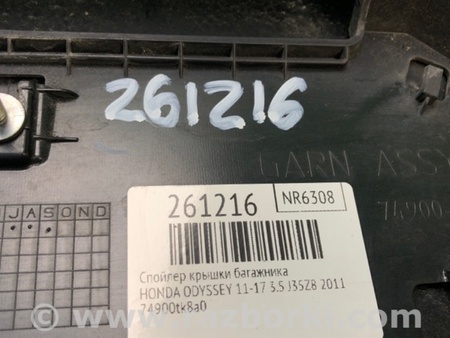 261216
GARN ASSY
74900
JASOND
261216
NR6308
Спойлер крышки багажника
HONDA ODYSSEY 11-17 3.5 J35Z8 2011
74900tk8a0